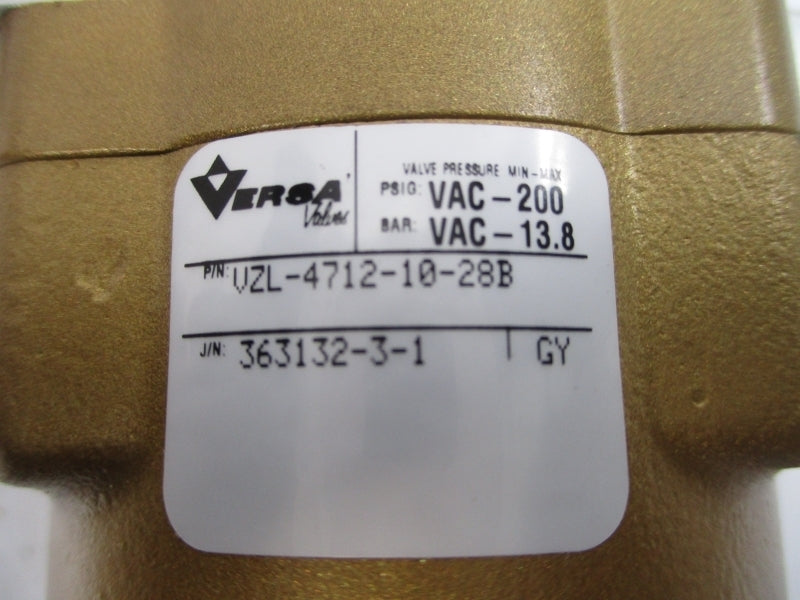 VERSA
Valves
VALVE PRESSURE MIN-MAX
PSIG: VAC-200
BAR: VAC-13.8
P/N: VZL-4712-10-28B
J/N: 363132-3-1 GY